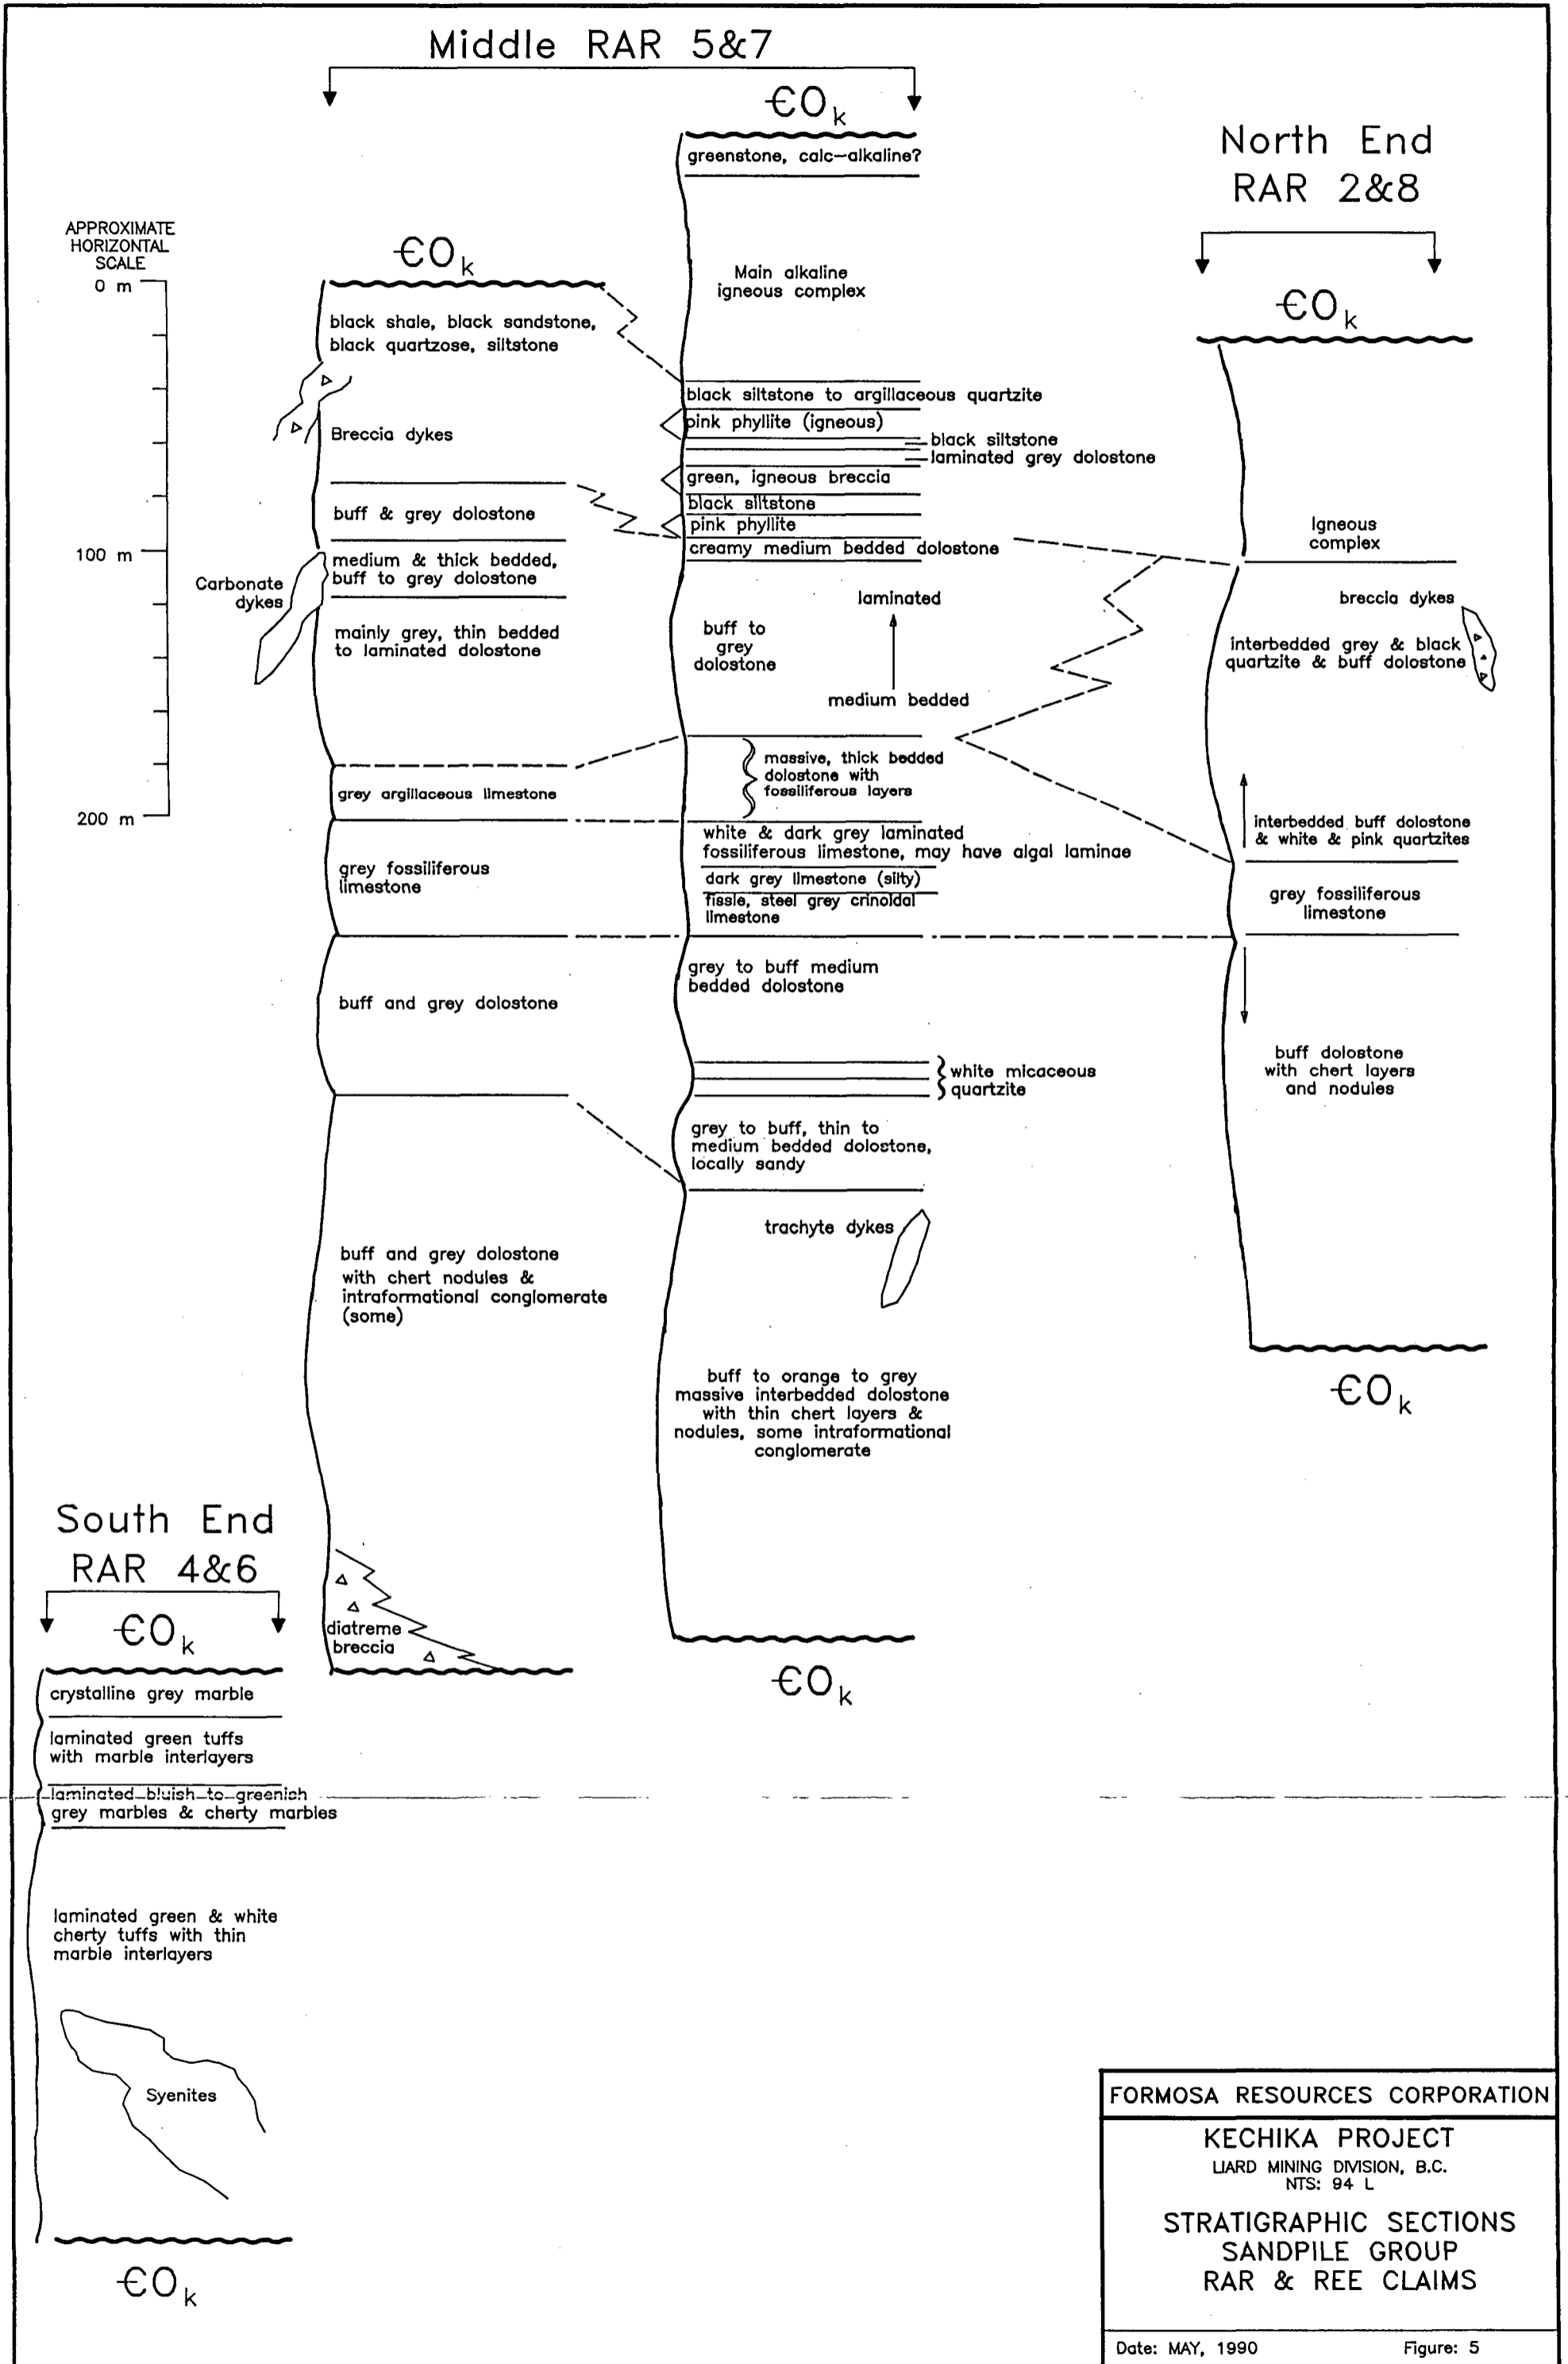 Middle RAR 5&7
ЄO k
greenstone, calc-alkaline?
Main alkaline
igneous complex
black siltstone to argillaceous quartzite
pink phyllite (igneous)
black siltstone
laminated grey dolostone
green, igneous breccia
black siltstone
pink phyllite
creamy medium bedded dolostone
laminated
buff to
grey
dolostone
medium bedded
massive, thick bedded
dolostone with
fossiliferous layers
white & dark grey laminated
fossiliferous limestone, may have algal laminae
dark grey limestone (silty)
fissle, steel grey crinoidal
limestone
grey to buff medium
bedded dolostone
white micaceous
quartzite
grey to buff, thin to
medium bedded dolostone,
locally sandy
trachyte dykes
buff to orange to grey
massive interbedded dolostone
with thin chert layers &
nodules, some intraformational
conglomerate
ЄO k
North End
RAR 2&8
ЄO k
Igneous
complex
breccia dykes
interbedded grey & black
quartzite & buff dolostone
interbedded buff dolostone
& white & pink quartzites
grey fossiliferous
limestone
buff dolostone
with chert layers
and nodules
ЄO k
APPROXIMATE
HORIZONTAL
SCALE
0 m
100 m
200 m
ЄO k
black shale, black sandstone,
black quartzose, siltstone
Breccia dykes
buff & grey dolostone
medium & thick bedded,
buff to grey dolostone
Carbonate
dykes
mainly grey, thin bedded
to laminated dolostone
grey argillaceous limestone
grey fossiliferous
limestone
buff and grey dolostone
buff and grey dolostone
with chert nodules &
intraformational conglomerate
(some)
diatreme
breccia
South End
RAR 4&6
ЄO k
crystalline grey marble
laminated green tuffs
with marble interlayers
laminated bluish to greenish
grey marbles & cherty marbles
laminated green & white
cherty tuffs with thin
marble interlayers
Syenites
ЄO k
FORMOSA RESOURCES CORPORATION
KECHIKA PROJECT
LIARD MINING DIVISION, B.C.
NTS: 94 L
STRATIGRAPHIC SECTIONS
SANDPILE GROUP
RAR & REE CLAIMS
Date: MAY, 1990
Figure: 5